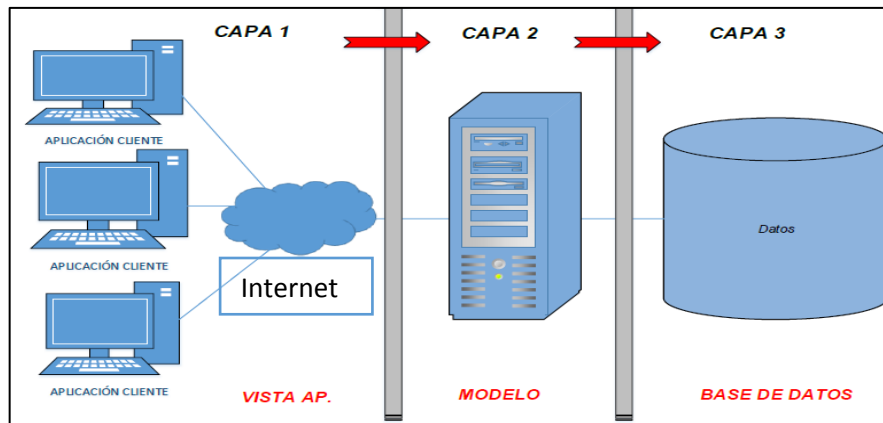 CAPA 1
CAPA 2
CAPA 3
APLICACIÓN CLIENTE
APLICACIÓN CLIENTE
APLICACIÓN CLIENTE
Internet
Datos
VISTA AP.
MODELO
BASE DE DATOS